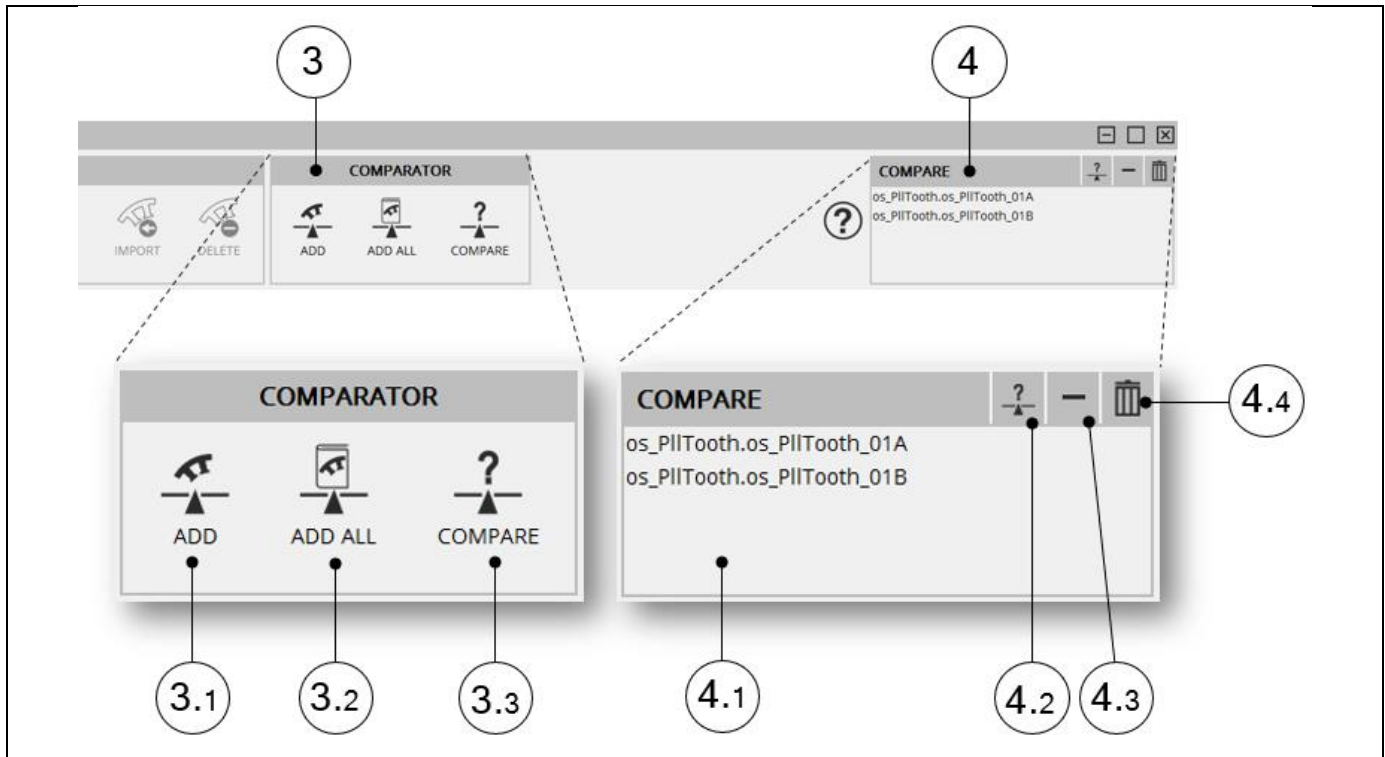 3
4
COMPARATOR
COMPARE ?
IMPORT
DELETE
?
ADD
?
ADD ALL
COMPARE
os_PllTooth.os_PllTooth_01A
os_PllTooth.os_PllTooth_01B
COMPARATOR
ADD
ADD ALL
?
COMPARE
COMPARE
?
os_PllTooth.os_PllTooth_01A
os_PllTooth.os_PllTooth_01B
4.4
3.1
3.2
3.3
4.1
4.2
4.3